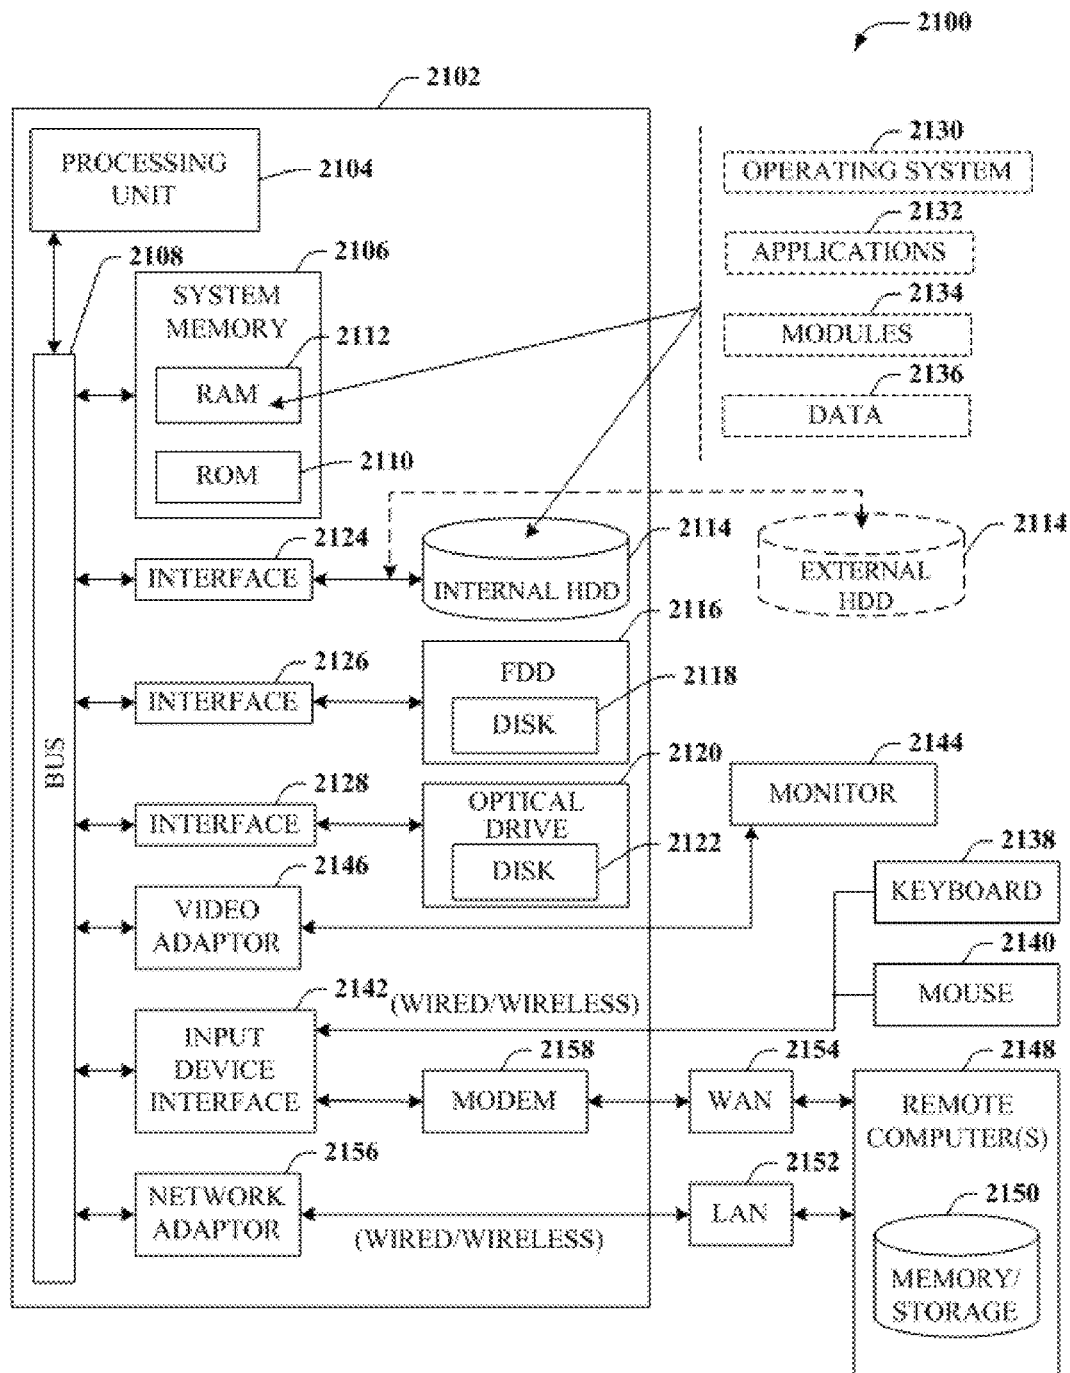 2100
2102
PROCESSING
UNIT
2104
2108
2106
SYSTEM
MEMORY
2112
RAM
2110
ROM
2130
OPERATING SYSTEM
2132
APPLICATIONS
2134
MODULES
2136
DATA
2124
INTERFACE
2114
INTERNAL HDD
2114
EXTERNAL
HDD
2126
INTERFACE
2116
FDD
2118
DISK
BUS
2128
INTERFACE
2120
OPTICAL
DRIVE
2122
DISK
2144
MONITOR
2146
VIDEO
ADAPTOR
2138
KEYBOARD
2140
MOUSE
2142
(WIRED/WIRELESS)
INPUT
DEVICE
INTERFACE
2158
MODEM
2154
WAN
2148
REMOTE
COMPUTER(S)
2156
NETWORK
ADAPTOR
(WIRED/WIRELESS)
2152
LAN
2150
MEMORY/
STORAGE